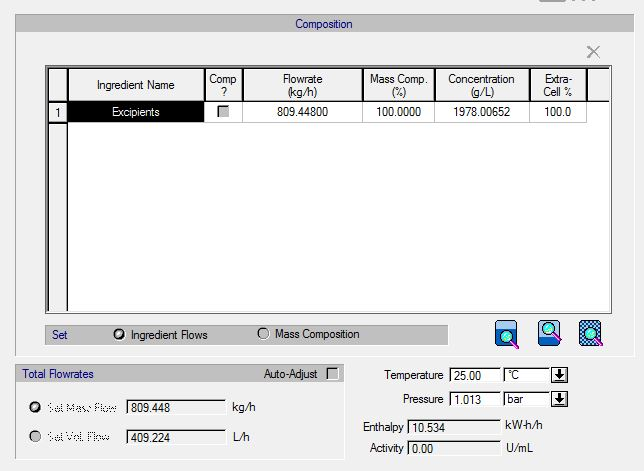 Composition
Ingredient Name Comp ? Flowrate (kg/h) Mass Comp. (%) Concentration (g/L) Extra-Cell %
1 Excipients 809.44800 100.0000 1978.00652 100.0
Set Ingredient Flows Mass Composition
Total Flowrates Auto-Adjust
Set Mass Flow 809.448 kg/h
Set Vol. Flow 409.224 L/h
Temperature 25.00 °C
Pressure 1.013 bar
Enthalpy 10.534 kW-h/h
Activity 0.00 U/mL